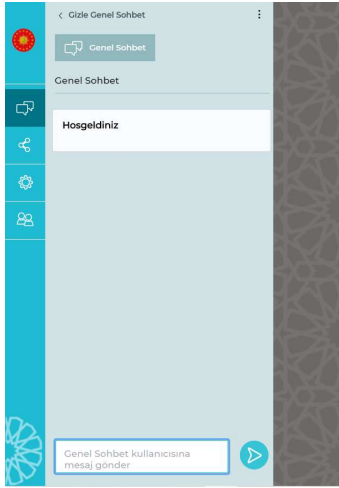 Gizle Genel Sohbet
Genel Sohbet
Genel Sohbet
Hosgeldiniz
Genel Sohbet kullanıcısına
mesaj gönder